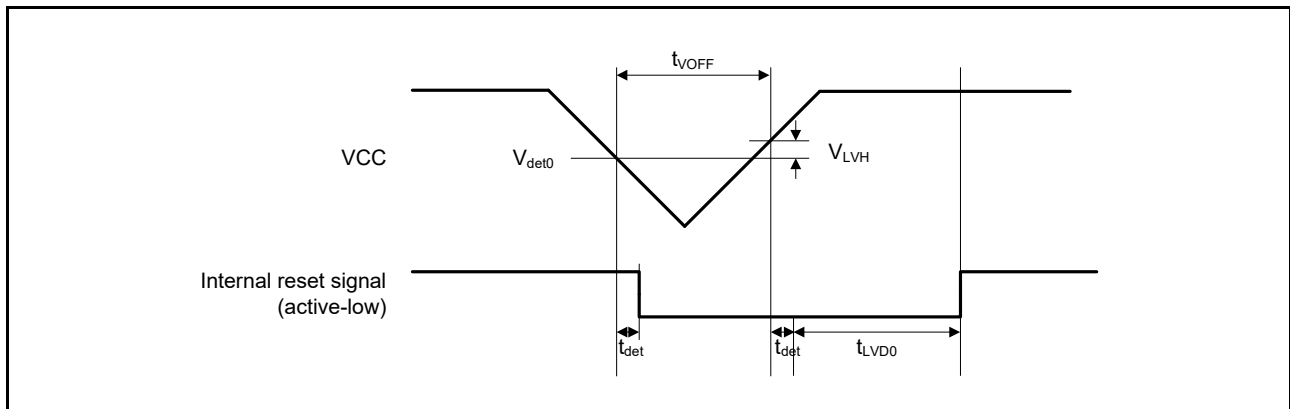 tVOFF
VCC
Vdet0
VLVH
Internal reset signal
(active-low)
tdet
tdet
tLVD0